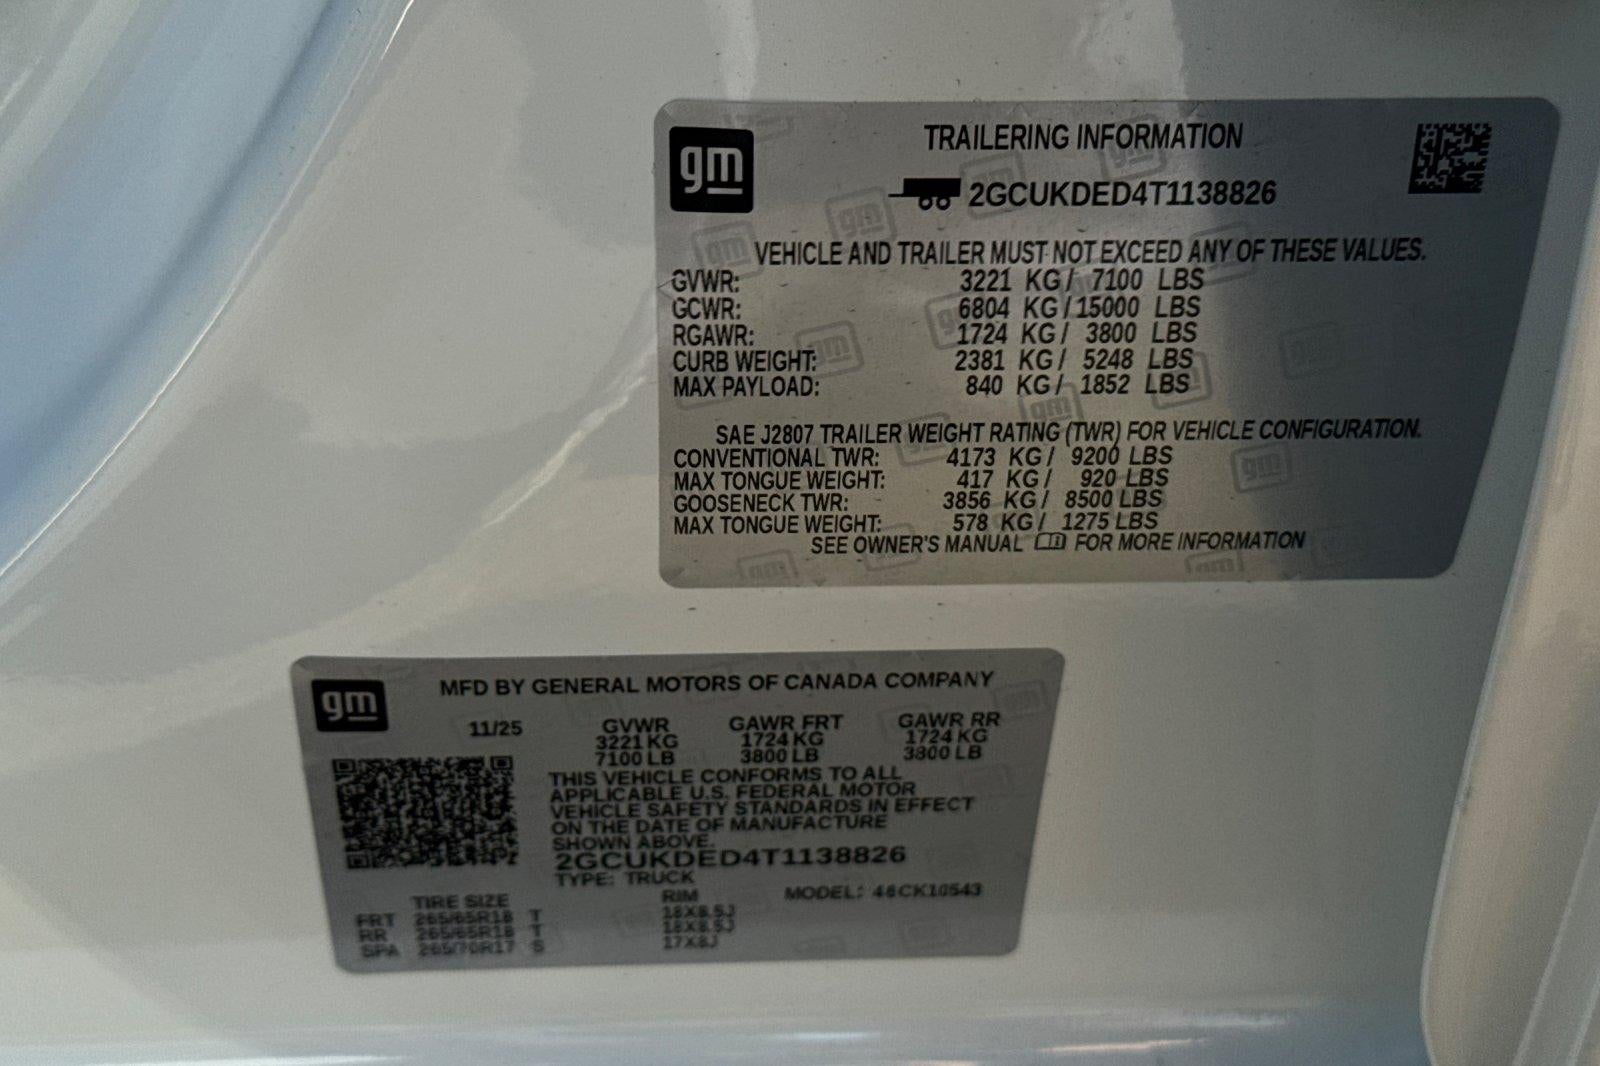 gm
TRAILERING INFORMATION
2GCUKDED4T1138826
VEHICLE AND TRAILER MUST NOT EXCEED ANY OF THESE VALUES.
GVWR: 3221 KG / 7100 LBS
GCWR: 6804 KG / 15000 LBS
RGAWR: 1724 KG / 3800 LBS
CURB WEIGHT: 2381 KG / 5248 LBS
MAX PAYLOAD: 840 KG / 1852 LBS
SAE J2807 TRAILER WEIGHT RATING (TWR) FOR VEHICLE CONFIGURATION.
CONVENTIONAL TWR: 4173 KG / 9200 LBS
MAX TONGUE WEIGHT: 417 KG / 920 LBS
GOOSENECK TWR: 3856 KG / 8500 LBS
MAX TONGUE WEIGHT: 578 KG / 1275 LBS
SEE OWNER'S MANUAL FOR MORE INFORMATION
gm
MFD BY GENERAL MOTORS OF CANADA COMPANY
11/25 GVWR GAWR FRT GAWR RR
3221 KG 1724 KG 1724 KG
7100 LB 3800 LB 3800 LB
THIS VEHICLE CONFORMS TO ALL
APPLICABLE U.S. FEDERAL MOTOR
VEHICLE SAFETY STANDARDS IN EFFECT
ON THE DATE OF MANUFACTURE
SHOWN ABOVE.
2GCUKDED4T1138826
TYPE: TRUCK
TIRE SIZE RIM MODEL: 46CK10543
FRT 265/65R18 T 18X8.5J
RR 265/65R18 T 18X8.5J
SPA 265/70R17 S 17X8J